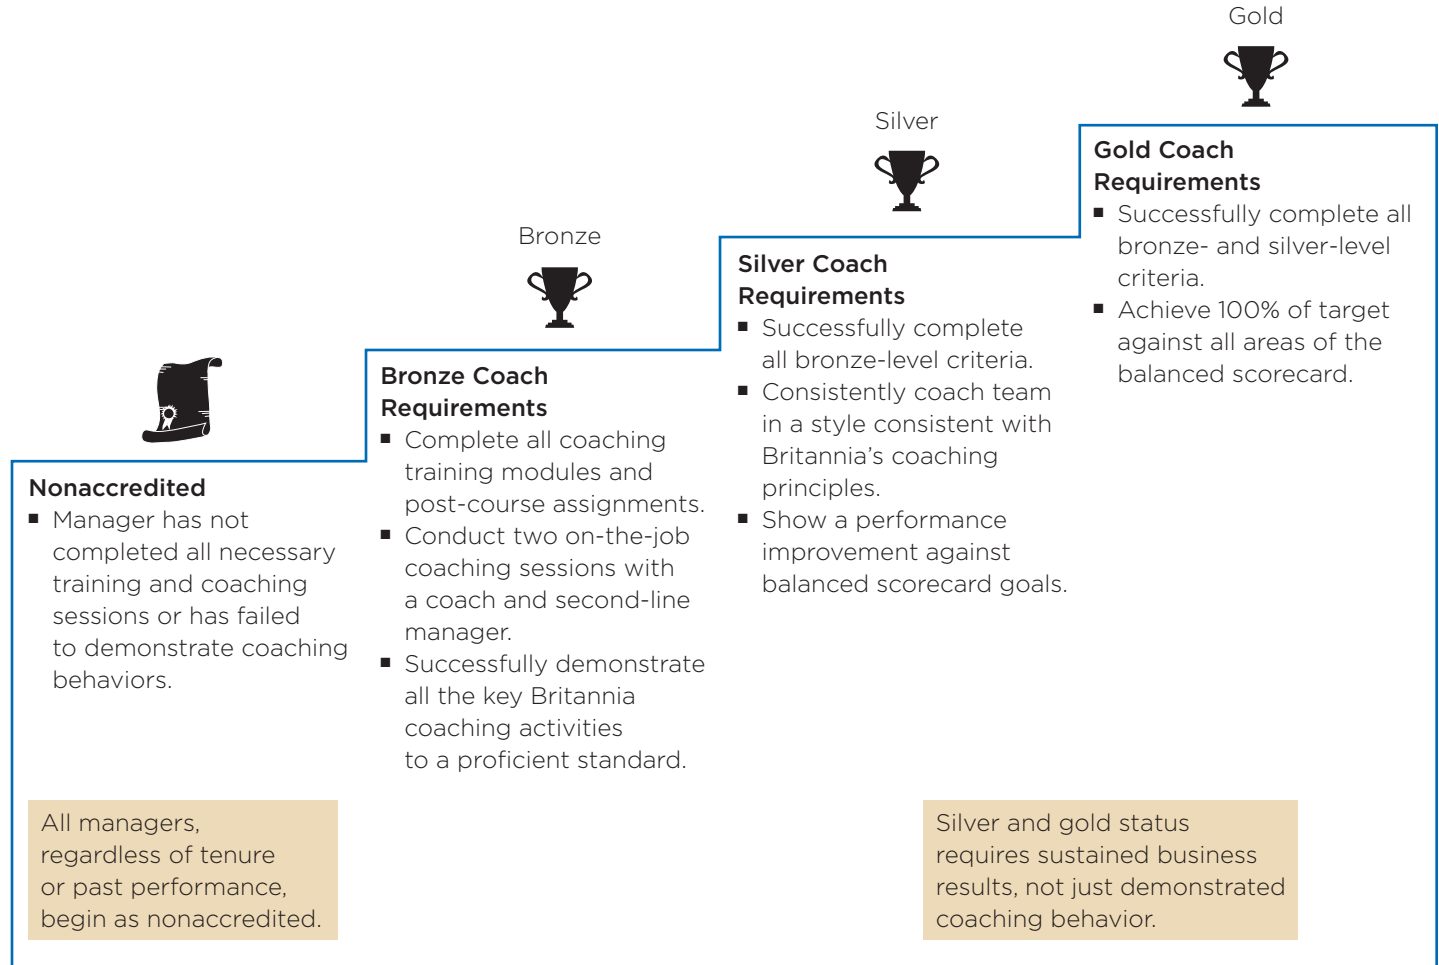 Nonaccredited
▪ Manager has not
completed all necessary
training and coaching
sessions or has failed
to demonstrate coaching
behaviors.
All managers,
regardless of tenure
or past performance,
begin as nonaccredited.
Bronze
Bronze Coach
Requirements
▪ Complete all coaching
training modules and
post-course assignments.
▪ Conduct two on-the-job
coaching sessions with
a coach and second-line
manager.
▪ Successfully demonstrate
all the key Britannia
coaching activities
to a proficient standard.
Silver
Silver Coach
Requirements
▪ Successfully complete
all bronze-level criteria.
▪ Consistently coach team
in a style consistent with
Britannia’s coaching
principles.
▪ Show a performance
improvement against
balanced scorecard goals.
Gold
Gold Coach
Requirements
▪ Successfully complete all
bronze- and silver-level
criteria.
▪ Achieve 100% of target
against all areas of the
balanced scorecard.
Silver and gold status
requires sustained business
results, not just demonstrated
coaching behavior.